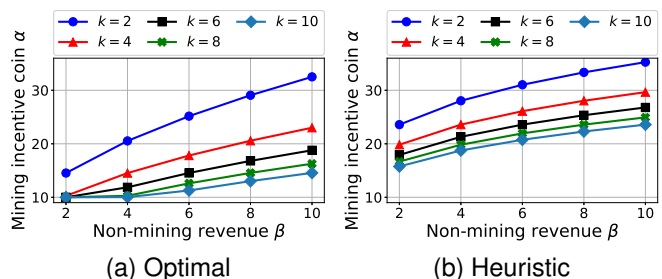 k = 2 k = 6 k = 10
k = 4 k = 8
Mining incentive coin α
30
20
10
2 4 6 8 10
Non-mining revenue β
(a) Optimal
k = 2 k = 6 k = 10
k = 4 k = 8
Mining incentive coin α
30
20
10
2 4 6 8 10
Non-mining revenue β
(b) Heuristic